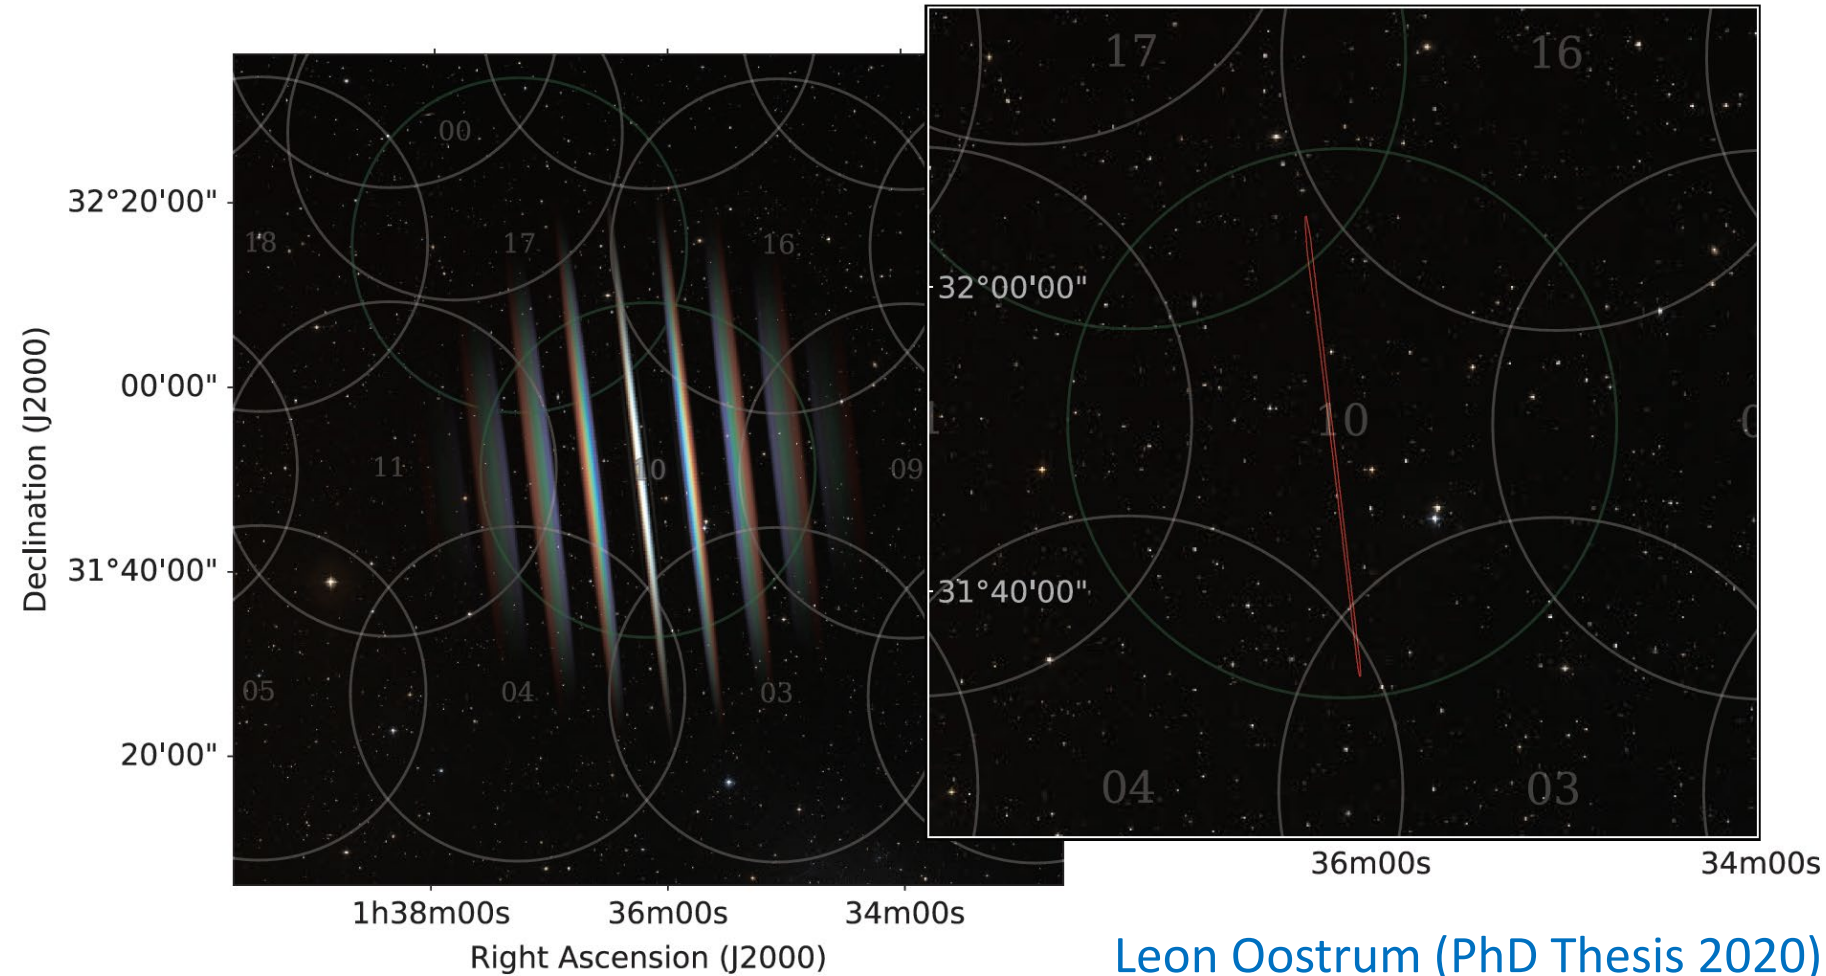 17
16
00
32°20'00"
18
17
16
32°00'00"
00'00"
10
11
10
09
31°40'00"
31°40'00"
05
04
03
04
03
20'00"
36m00s
34m00s
1h38m00s
36m00s
34m00s
Declination (J2000)
Right Ascension (J2000)
Leon Oostrum (PhD Thesis 2020)